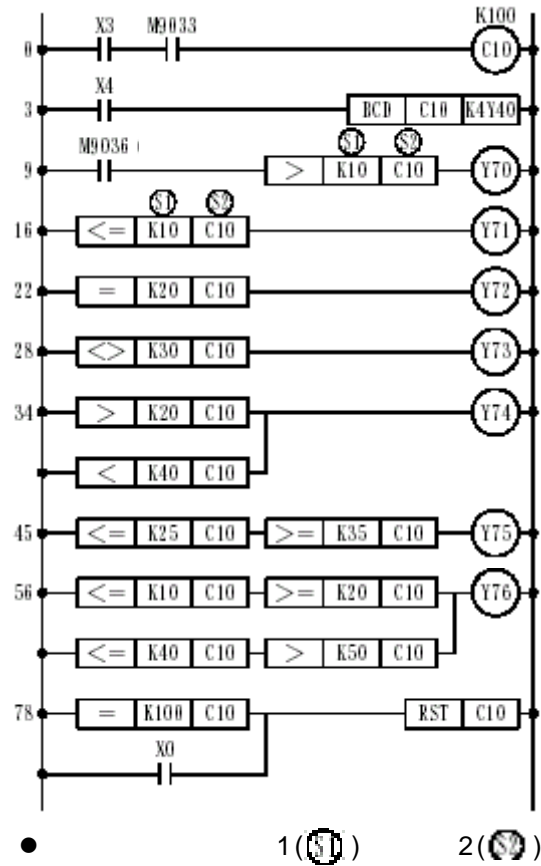 K100
X3 M9033
0 C10
X4
3 BCD C10 K4Y40
M9036 S1 S2
9 > K10 C10 Y70
S1 S2
16 <= K10 C10 Y71
22 = K20 C10 Y72
28 <> K30 C10 Y73
34 > K20 C10 Y74
< K40 C10
45 <= K25 C10 >= K35 C10 Y75
56 <= K10 C10 >= K20 C10 Y76
<= K40 C10 > K50 C10
78 = K100 C10 RST C10
X0
● 1(S1) 2(S2)